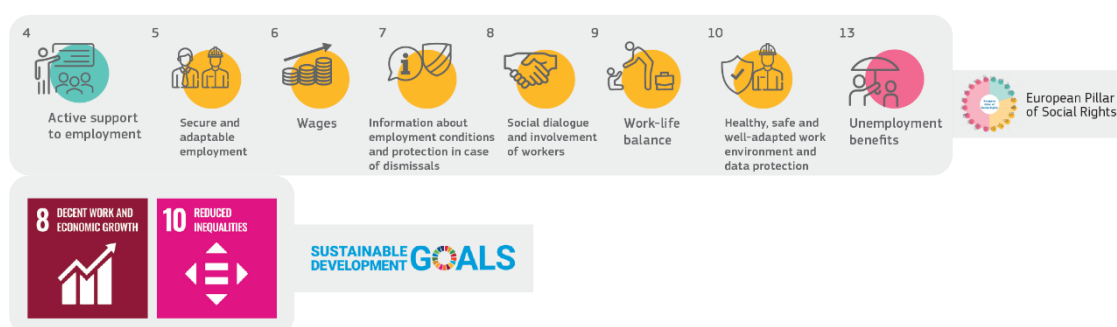 4
Active support
to employment
5
Secure and
adaptable
employment
6
Wages
7
Information about
employment conditions
and protection in case
of dismissals
8
Social dialogue
and involvement
of workers
9
Work-life
balance
10
Healthy, safe and
well-adapted work
environment and
data protection
13
Unemployment
benefits
European Pillar
of Social Rights
8 DECENT WORK AND
ECONOMIC GROWTH
10 REDUCED
INEQUALITIES
SUSTAINABLE
DEVELOPMENT
GOALS